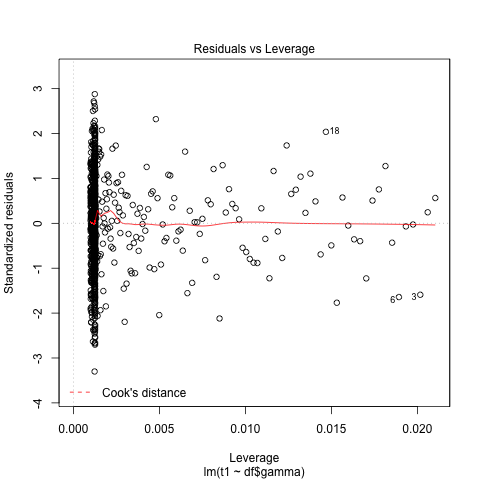 Residuals vs Leverage
Standardized residuals
3
2
1
0
-1
-2
-3
-4
18
6
3
Cook's distance
0.000 0.005 0.010 0.015 0.020
Leverage
lm(t1 ~ df$gamma)